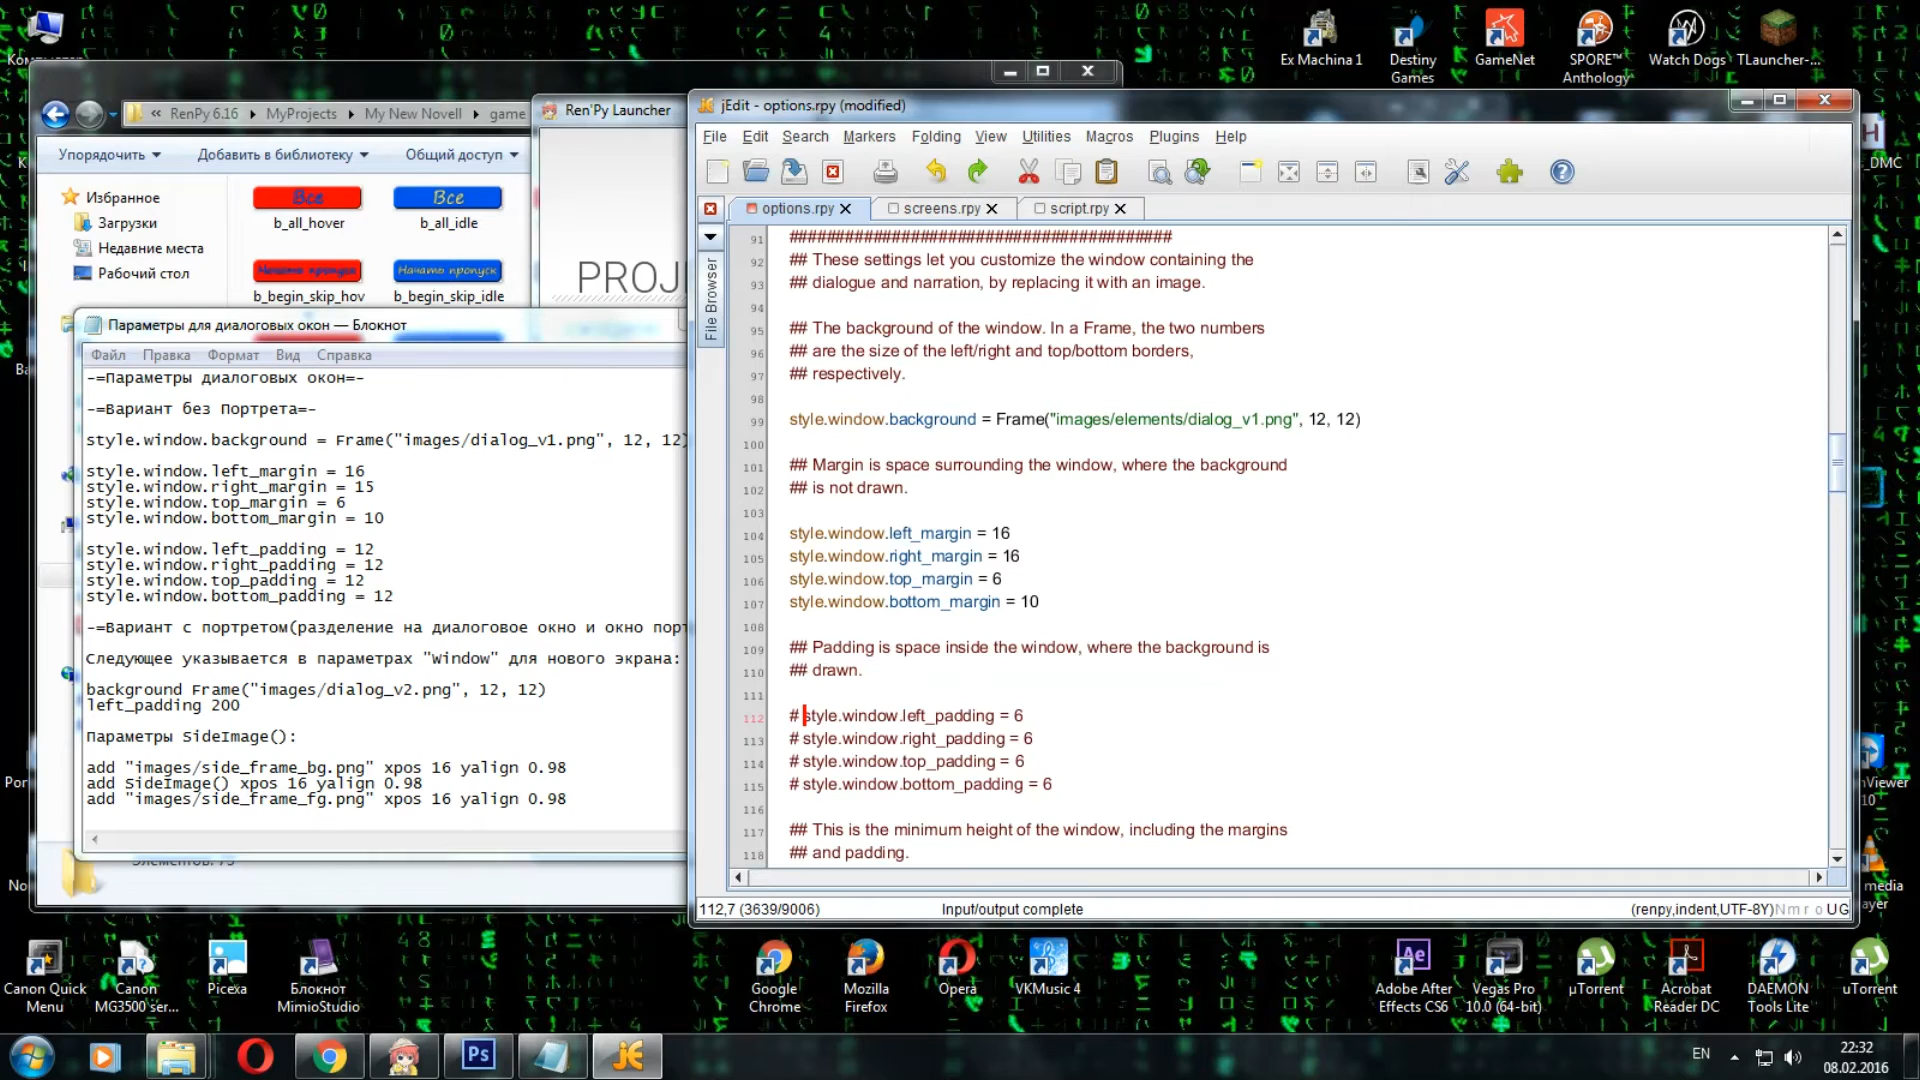 Ex Machina 1
Destiny Games
GameNet
SPORE™ Anthology
Watch Dogs
TLauncher-...
« RenPy 6.16 ▸ MyProjects ▸ My New Novell ▸ game
Упорядочить ▾ Добавить в библиотеку ▾ Общий доступ ▾
Избранное
Загрузки
Недавние места
Рабочий стол
Все
Все
b_all_hover b_all_idle
Начать пропуск
Начать пропуск
b_begin_skip_hov b_begin_skip_idle
Ren'Py Launcher
PROJ
Параметры для диалоговых окон — Блокнот
Файл Правка Формат Вид Справка
-=Параметры диалоговых окон=-
-=Вариант без Портрета=-
style.window.background = Frame("images/dialog_v1.png", 12, 12)
style.window.left_margin = 16
style.window.right_margin = 15
style.window.top_margin = 6
style.window.bottom_margin = 10
style.window.left_padding = 12
style.window.right_padding = 12
style.window.top_padding = 12
style.window.bottom_padding = 12
-=Вариант с портретом(разделение на диалоговое окно и окно порт
Следующее указывается в параметрах "Window" для нового экрана:
background Frame("images/dialog_v2.png", 12, 12)
left_padding 200
Параметры SideImage():
add "images/side_frame_bg.png" xpos 16 yalign 0.98
add SideImage() xpos 16 yalign 0.98
add "images/side_frame_fg.png" xpos 16 yalign 0.98
jEdit - options.rpy (modified)
File Edit Search Markers Folding View Utilities Macros Plugins Help
options.rpy screens.rpy script.rpy
File Browser
91 ########################################
92 ## These settings let you customize the window containing the
93 ## dialogue and narration, by replacing it with an image.
94
95 ## The background of the window. In a Frame, the two numbers
96 ## are the size of the left/right and top/bottom borders,
97 ## respectively.
98
99 style.window.background = Frame("images/elements/dialog_v1.png", 12, 12)
100
101 ## Margin is space surrounding the window, where the background
102 ## is not drawn.
103
104 style.window.left_margin = 16
105 style.window.right_margin = 16
106 style.window.top_margin = 6
107 style.window.bottom_margin = 10
108
109 ## Padding is space inside the window, where the background is
110 ## drawn.
111
112 # style.window.left_padding = 6
113 # style.window.right_padding = 6
114 # style.window.top_padding = 6
115 # style.window.bottom_padding = 6
116
117 ## This is the minimum height of the window, including the margins
118 ## and padding.
112,7 (3639/9006) Input/output complete (renpy,indent,UTF-8Y)Nm r o UG
_DMC
Canon Quick Menu
Canon MG3500 ser...
Picexa
Блокнот MimioStudio
Google Chrome
Mozilla Firefox
Opera
VKMusic 4
Adobe After Effects CS6
Vegas Pro 10.0 (64-bit)
µTorrent
Acrobat Reader DC
DAEMON Tools Lite
uTorrent
EN
22:32
08.02.2016